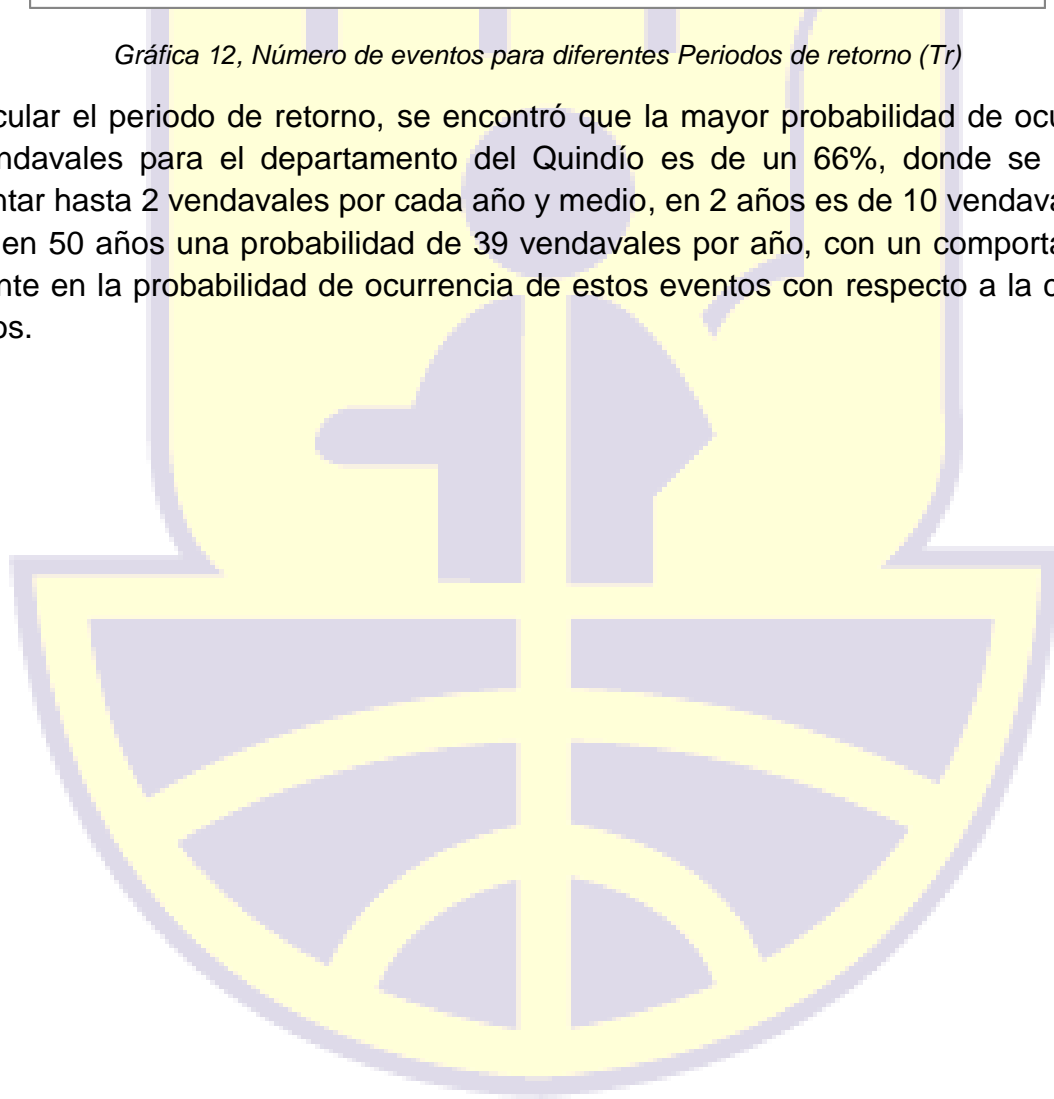 Gráfica 12, Número de eventos para diferentes Periodos de retorno (Tr)
cular el periodo de retorno, se encontró que la mayor probabilidad de ocu
ndavales para el departamento del Quindío es de un 66%, donde se
ntar hasta 2 vendavales por cada año y medio, en 2 años es de 10 vendava
en 50 años una probabilidad de 39 vendavales por año, con un comporta
nte en la probabilidad de ocurrencia de estos eventos con respecto a la c
os.